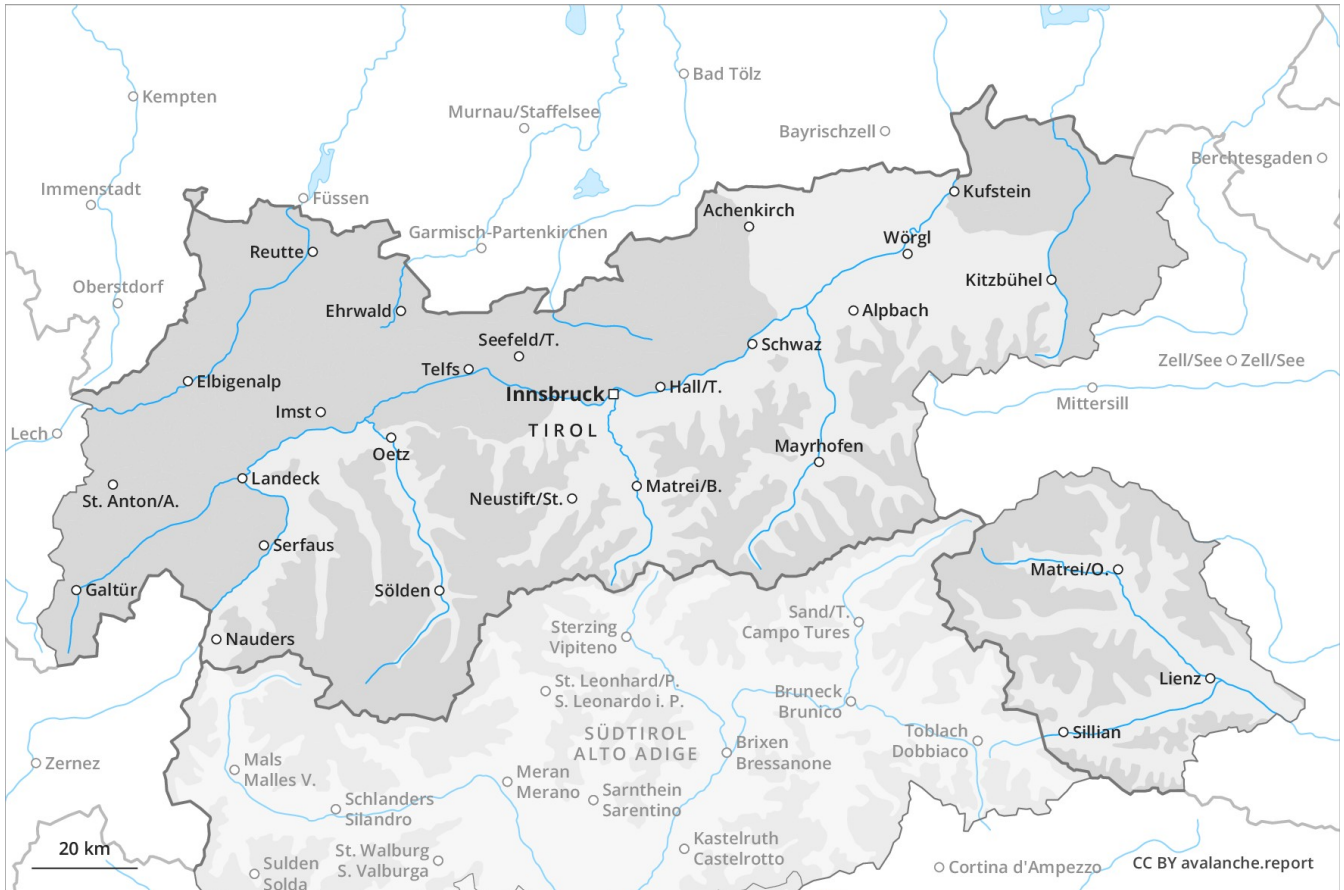 Kempten
Bad Tölz
Murnau/Staffelsee
Bayrischzell
Berchtesgaden
Immenstadt
Füssen
Kufstein
Achenkirch
Garmisch-Partenkirchen
Wörgl
Reutte
Oberstdorf
Kitzbühel
Ehrwald
Alpbach
Seefeld/T.
Schwaz
Zell/See
Zell/See
Telfs
Elbigenalp
Hall/T.
Innsbruck
Mittersill
Imst
Lech
TIROL
Oetz
Mayrhofen
Landeck
St. Anton/A.
Neustift/St.
Matrei/B.
Serfaus
Matrei/O.
Galtür
Sölden
Sand/T.
Campo Tures
Sterzing
Vipiteno
Nauders
Lienz
St. Leonhard/P.
S. Leonardo i. P.
Bruneck
Brunico
Toblach
Dobbiaco
Sillian
SÜDTIROL
ALTO ADIGE
Brixen
Bressanone
Zernez
Mals
Malles V.
Meran
Merano
Sarnthein
Sarentino
Schlanders
Silandro
Kastelruth
Castelrotto
20 km
St. Walburg
S. Valburga
Sulden
Solda
Cortina d'Ampezzo
CC BY avalanche.report